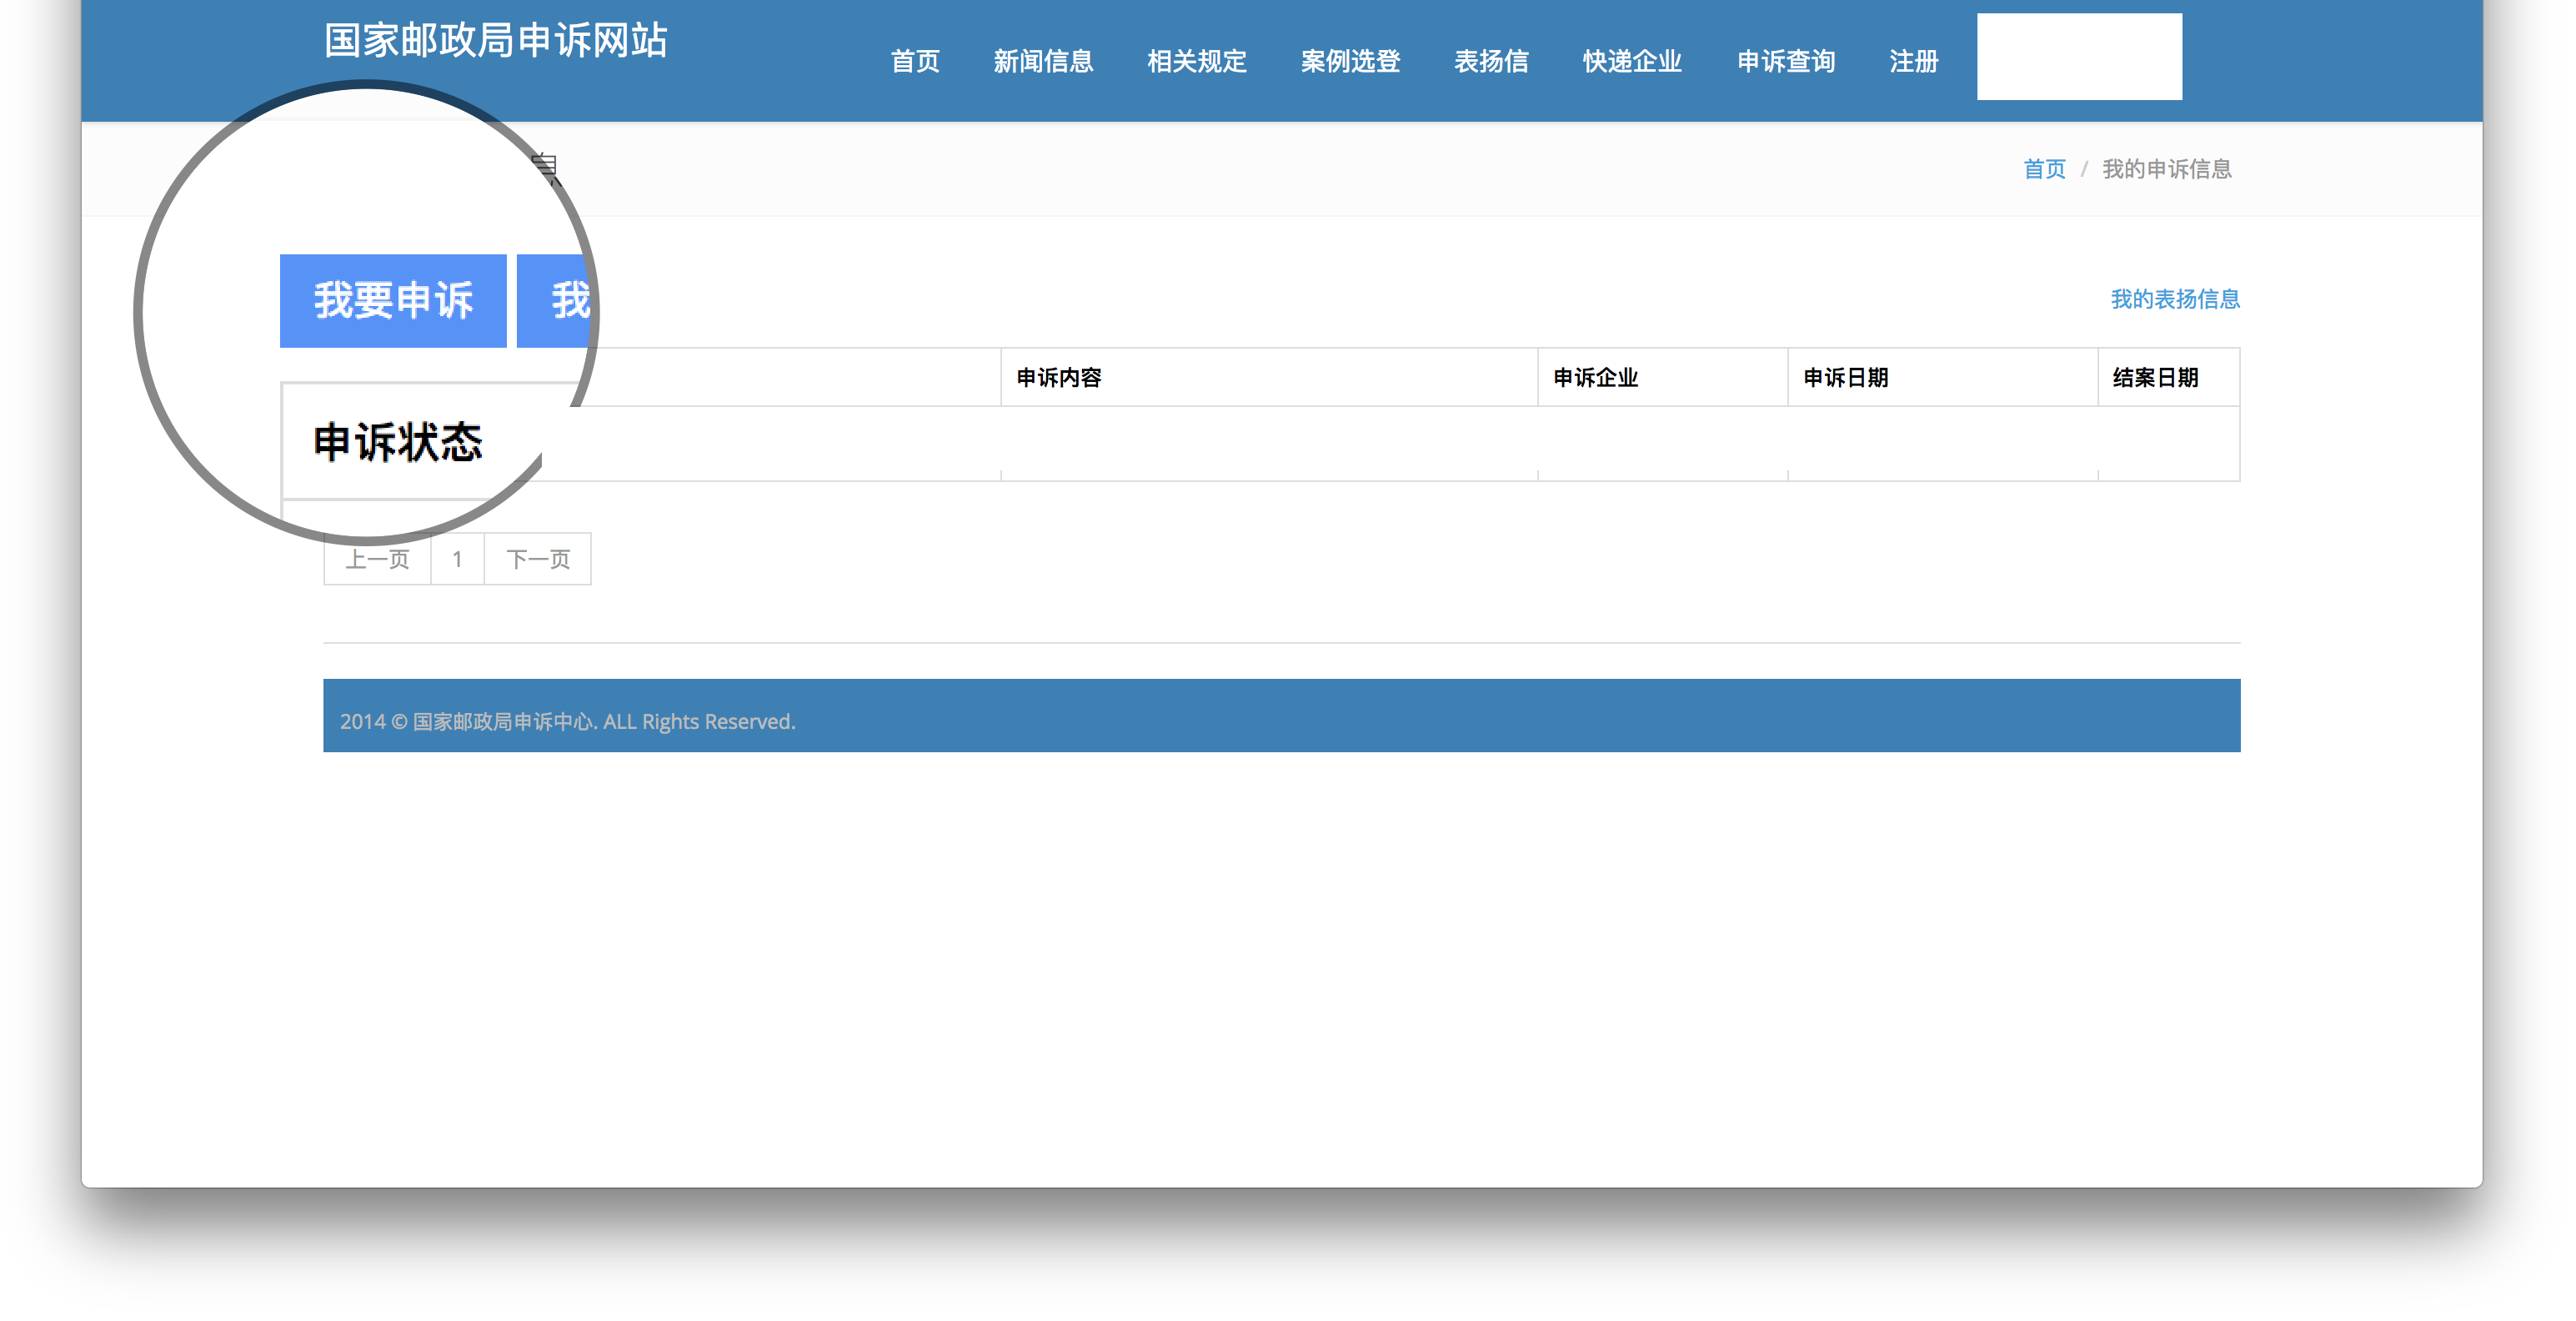 国家邮政局申诉网站
首页 新闻信息 相关规定 案例选登 表扬信 快递企业 申诉查询 注册
息
首页 / 我的申诉信息
我要申诉 我
我的表扬信息
申诉内容 申诉企业 申诉日期 结案日期
申诉状态
上一页 1 下一页
2014 © 国家邮政局申诉中心. ALL Rights Reserved.